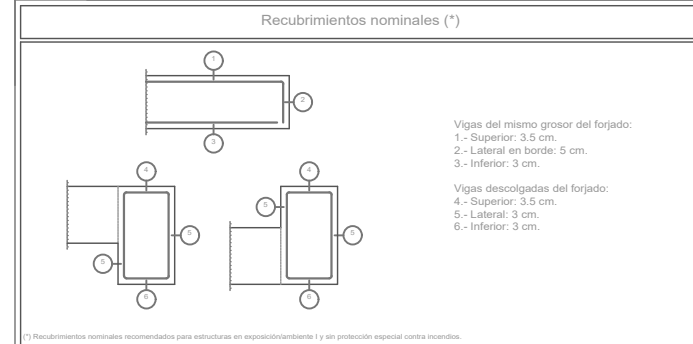 Recubrimientos nominales (*)
1
2
3
Vigas del mismo grosor del forjado:
1.- Superior: 3.5 cm.
2.- Lateral en borde: 5 cm.
3.- Inferior: 3 cm.
Vigas descolgadas del forjado:
4.- Superior: 3.5 cm.
5.- Lateral: 3 cm.
6.- Inferior: 3 cm.
4
5
5
6
4
5
5
6
(*) Recubrimientos nominales recomendados para estructuras en exposición/ambiente I y sin protección especial contra incendios.